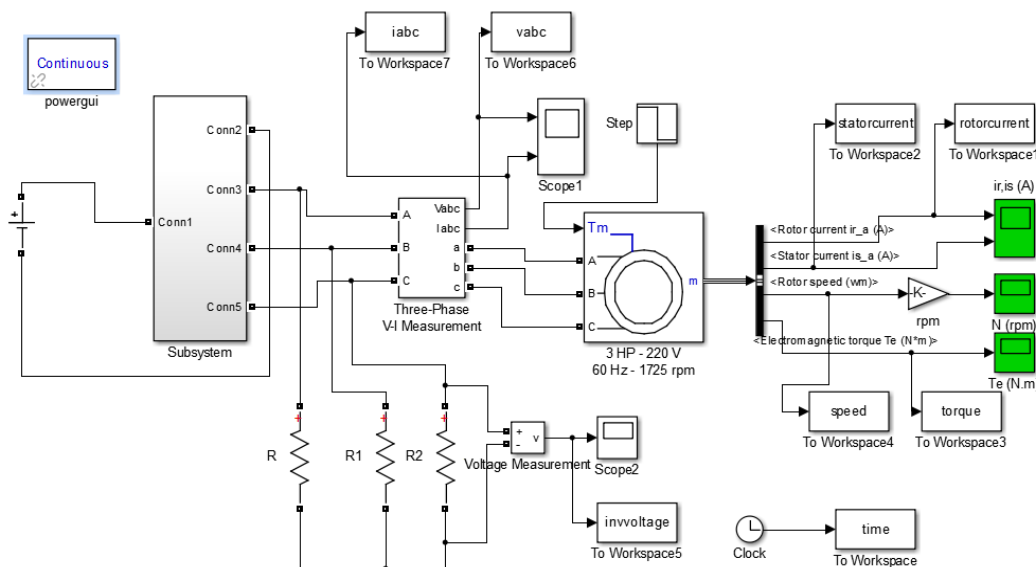 iabc
To Workspace7
vabc
To Workspace6
Continuous
powergui
Conn1
Conn2
Conn3
Conn4
Conn5
Subsystem
Scope1
Step
statorcurrent
To Workspace2
rotorcurrent
To Workspace1
ir,is (A)
A
B
C
Vabc
Iabc
a
b
c
Three-Phase
V-I Measurement
Tm
A
B
C
m
3 HP - 220 V
60 Hz - 1725 rpm
<Rotor current ir_a (A)>
<Stator current is_a (A)>
<Rotor speed (wm)>
<Electromagnetic torque Te (N*m)>
-K-
rpm
N (rpm)
Te (N.m
speed
To Workspace4
torque
To Workspace3
R
R1
R2
+
-
v
Voltage Measurement
Scope2
invvoltage
To Workspace5
Clock
time
To Workspace